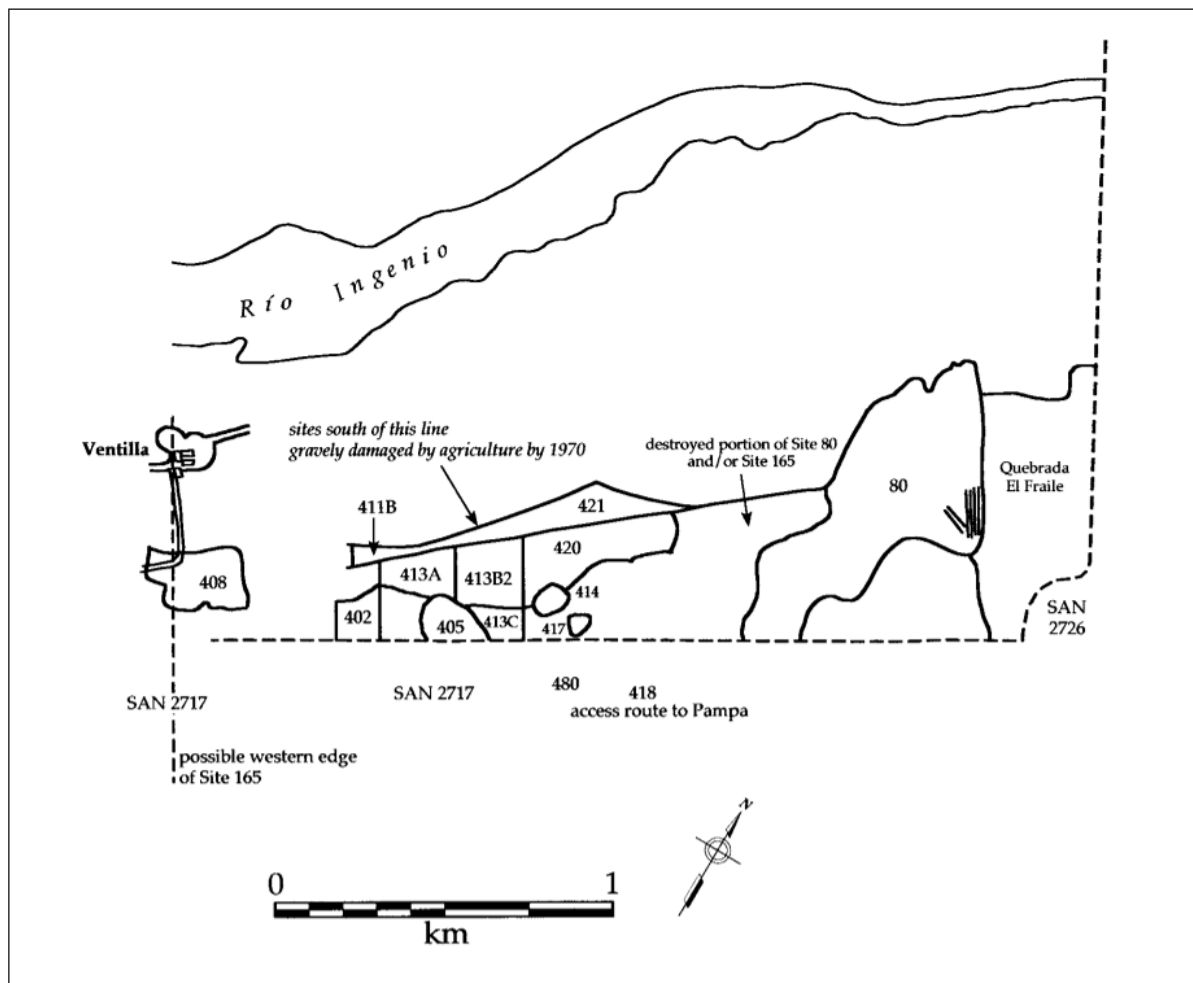 Río Ingenio
Ventilla
sites south of this line
gravely damaged by agriculture by 1970
destroyed portion of Site 80
and/or Site 165
80
Quebrada
El Fraile
411B
421
420
408
413A
413B2
414
402
405
413C
417
SAN
2726
SAN 2717
SAN 2717
480
418
access route to Pampa
possible western edge
of Site 165
N
0
1
km